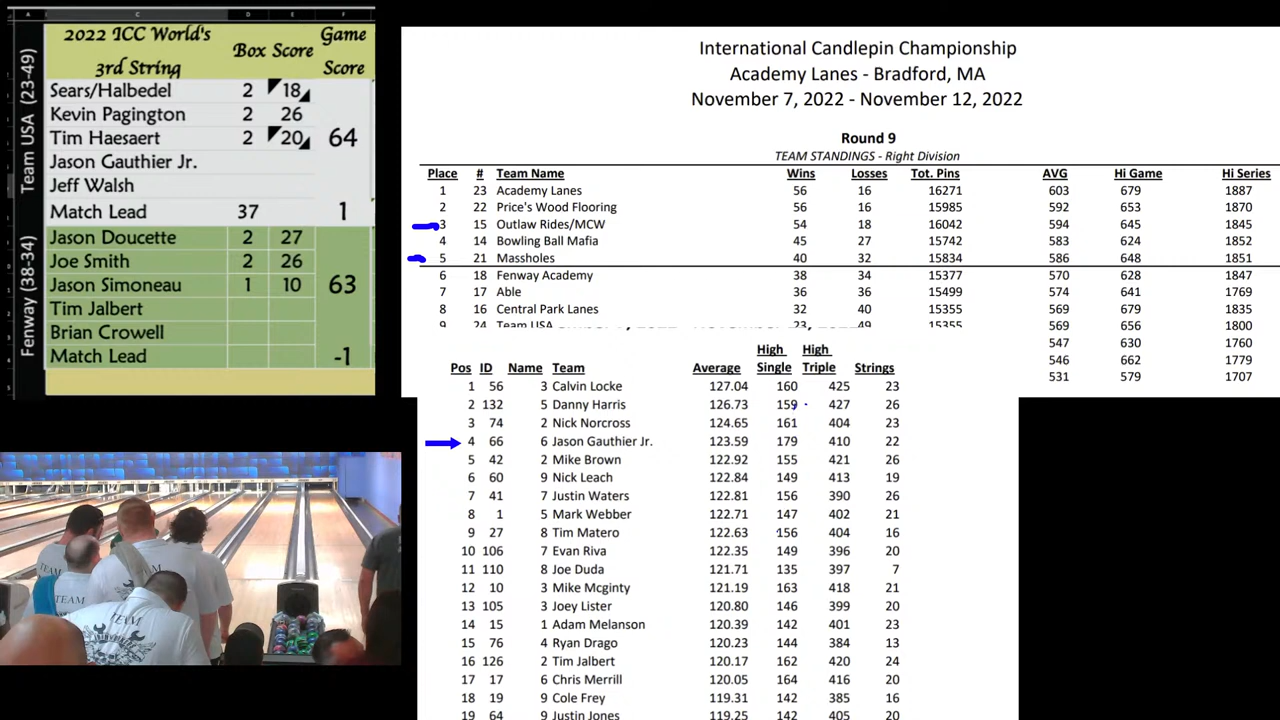 2022 ICC World's
3rd String
Box Score
Game
Score
Team USA (23-49)
Sears/Halbedel 2 18
Kevin Pagington 2 26
Tim Haesaert 2 20 64
Jason Gauthier Jr.
Jeff Walsh
Match Lead 37 1
Fenway (38-34)
Jason Doucette 2 27
Joe Smith 2 26
Jason Simoneau 1 10 63
Tim Jalbert
Brian Crowell
Match Lead -1
International Candlepin Championship
Academy Lanes - Bradford, MA
November 7, 2022 - November 12, 2022
Round 9
TEAM STANDINGS - Right Division
Place # Team Name Wins Losses Tot. Pins AVG Hi Game Hi Series
1 23 Academy Lanes 56 16 16271 603 679 1887
2 22 Price's Wood Flooring 56 16 15985 592 653 1870
3 15 Outlaw Rides/MCW 54 18 16042 594 645 1845
4 14 Bowling Ball Mafia 45 27 15742 583 624 1852
5 21 Massholes 40 32 15834 586 648 1851
6 18 Fenway Academy 38 34 15377 570 628 1847
7 17 Able 36 36 15499 574 641 1769
8 16 Central Park Lanes 32 40 15355 569 679 1835
9 24 Team USA 23 49 15355 569 656 1800
547 630 1760
546 662 1779
531 579 1707
Pos ID Name Team Average High Single High Triple Strings
1 56 3 Calvin Locke 127.04 160 425 23
2 132 5 Danny Harris 126.73 159 427 26
3 74 2 Nick Norcross 124.65 161 404 23
4 66 6 Jason Gauthier Jr. 123.59 179 410 22
5 42 2 Mike Brown 122.92 155 421 26
6 60 9 Nick Leach 122.84 149 413 19
7 41 7 Justin Waters 122.81 156 390 26
8 1 5 Mark Webber 122.71 147 402 21
9 27 8 Tim Matero 122.63 156 404 16
10 106 7 Evan Riva 122.35 149 396 20
11 110 8 Joe Duda 121.71 135 397 7
12 10 3 Mike Mcginty 121.19 163 418 21
13 105 3 Joey Lister 120.80 146 399 20
14 15 1 Adam Melanson 120.39 142 401 23
15 76 4 Ryan Drago 120.23 144 384 13
16 126 2 Tim Jalbert 120.17 162 420 24
17 17 6 Chris Merrill 120.05 164 416 20
18 19 9 Cole Frey 119.31 142 385 16
19 64 9 Justin Jones 119.25 142 405 20
TEAM
TEAM
TEAM